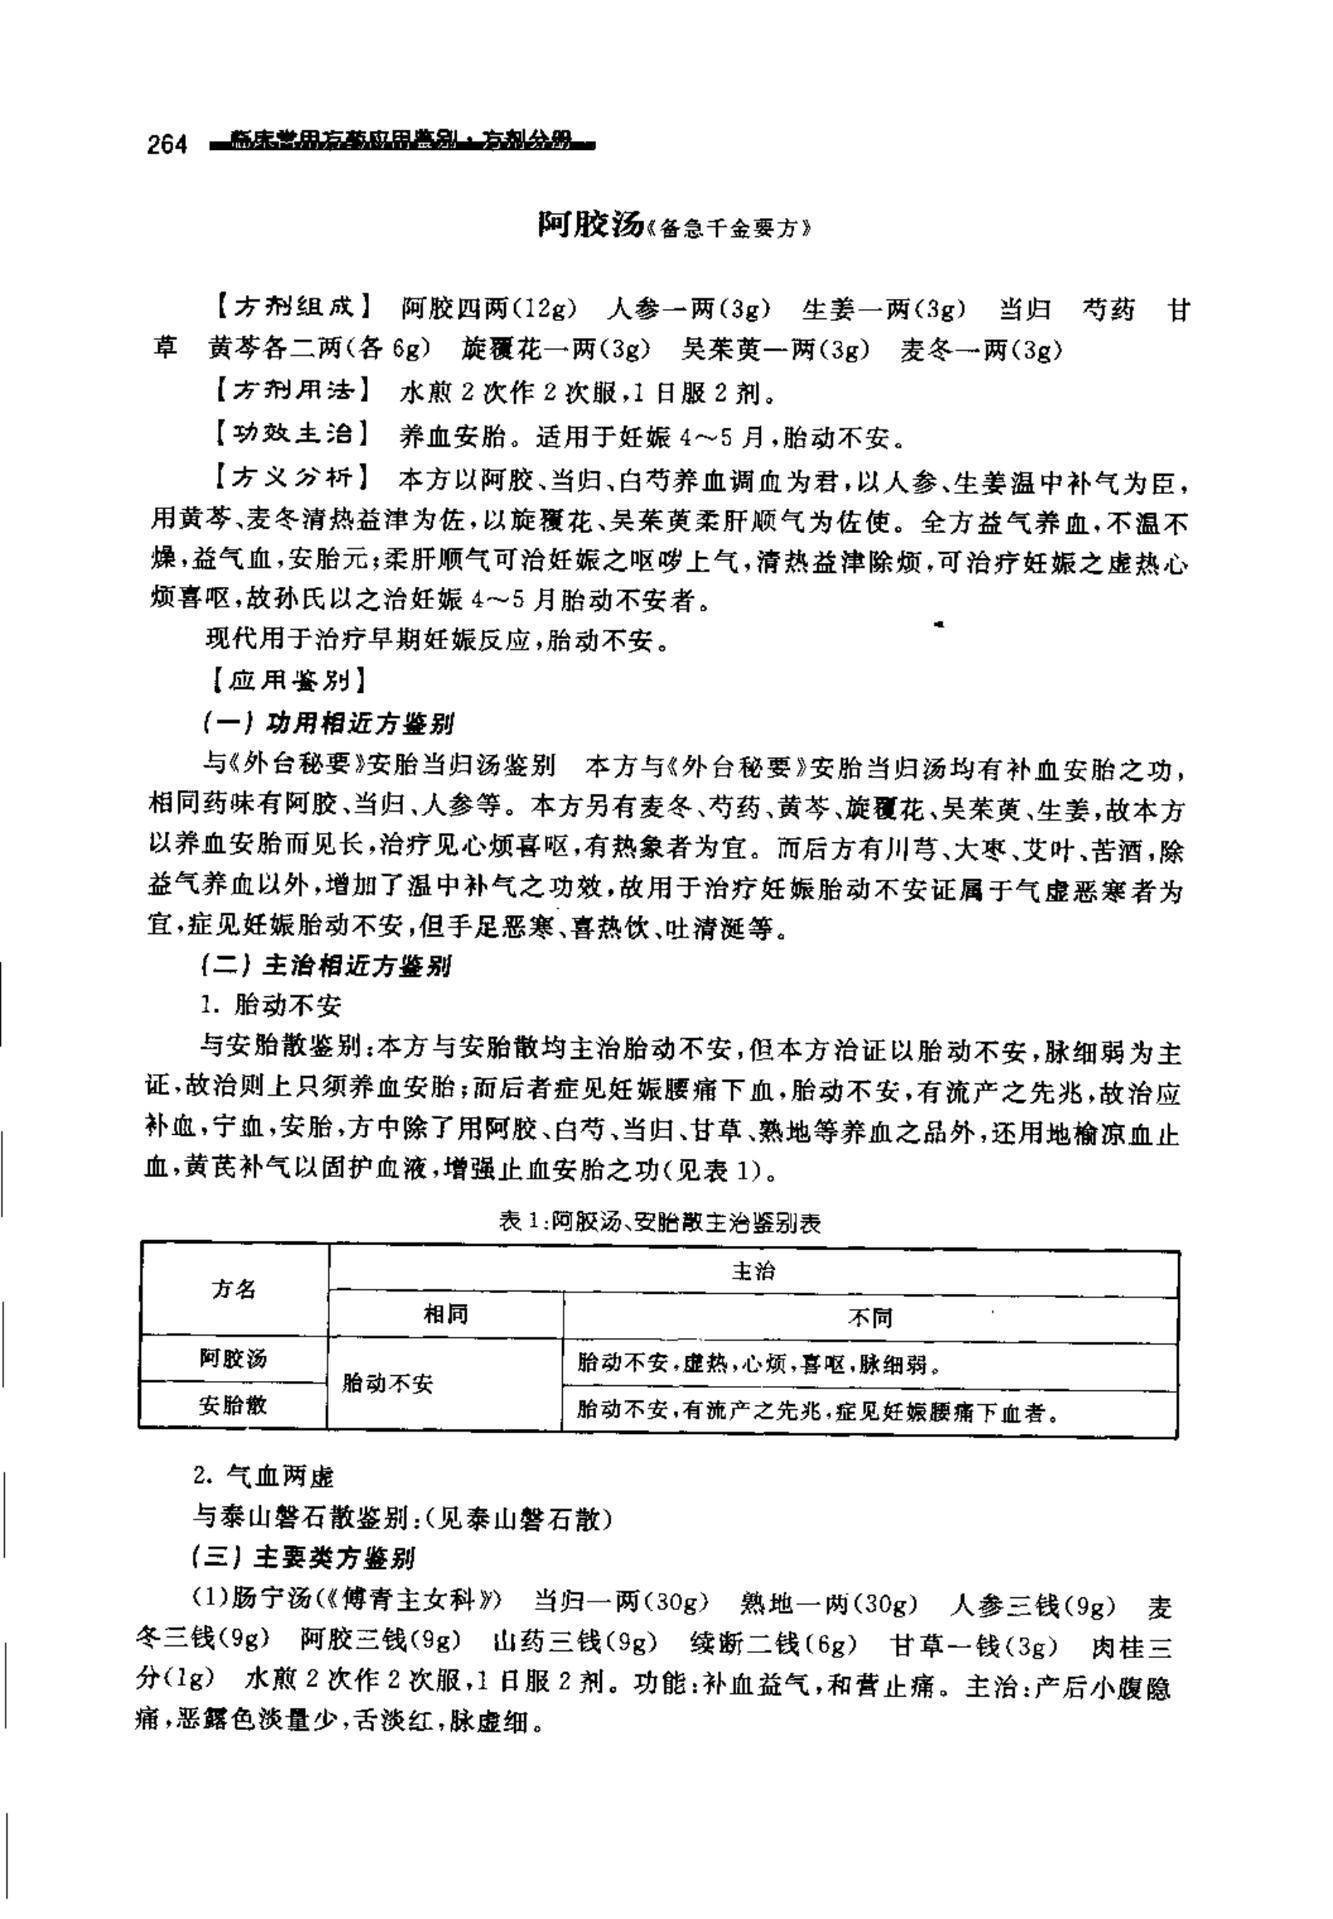 264 临床常用方药应用鉴别·方剂分册
阿胶汤《备急千金要方》
【方剂组成】 阿胶四两(12g) 人参一两(3g) 生姜一两(3g) 当归 芍药 甘
草 黄芩各二两(各6g) 旋覆花一两(3g) 吴茱萸一两(3g) 麦冬一两(3g)
【方剂用法】 水煎2次作2次服,1日服2剂。
【功效主治】 养血安胎。适用于妊娠4～5月,胎动不安。
【方义分析】 本方以阿胶、当归、白芍养血调血为君,以人参、生姜温中补气为臣,
用黄芩、麦冬清热益津为佐,以旋覆花、吴茱萸柔肝顺气为佐使。全方益气养血,不温不
燥,益气血,安胎元;柔肝顺气可治妊娠之呕哕上气,清热益津除烦,可治疗妊娠之虚热心
烦喜呕,故孙氏以之治妊娠4～5月胎动不安者。
现代用于治疗早期妊娠反应,胎动不安。
【应用鉴别】
(一) 功用相近方鉴别
与《外台秘要》安胎当归汤鉴别 本方与《外台秘要》安胎当归汤均有补血安胎之功,
相同药味有阿胶、当归、人参等。本方另有麦冬、芍药、黄芩、旋覆花、吴茱萸、生姜,故本方
以养血安胎而见长,治疗见心烦喜呕,有热象者为宜。而后方有川芎、大枣、艾叶、苦酒,除
益气养血以外,增加了温中补气之功效,故用于治疗妊娠胎动不安证属于气虚恶寒者为
宜,症见妊娠胎动不安,但手足恶寒、喜热饮、吐清涎等。
(二) 主治相近方鉴别
1. 胎动不安
与安胎散鉴别:本方与安胎散均主治胎动不安,但本方治证以胎动不安,脉细弱为主
证,故治则上只须养血安胎;而后者症见妊娠腰痛下血,胎动不安,有流产之先兆,故治应
补血,宁血,安胎,方中除了用阿胶、白芍、当归、甘草、熟地等养血之品外,还用地榆凉血止
血,黄芪补气以固护血液,增强止血安胎之功(见表1)。
表1:阿胶汤、安胎散主治鉴别表
方名 主治
相同 不同
阿胶汤 胎动不安 胎动不安,虚热,心烦,喜呕,脉细弱。
安胎散 胎动不安,有流产之先兆,症见妊娠腰痛下血者。
2. 气血两虚
与泰山磐石散鉴别:(见泰山磐石散)
(三) 主要类方鉴别
(1)肠宁汤(《傅青主女科》) 当归一两(30g) 熟地一两(30g) 人参三钱(9g) 麦
冬三钱(9g) 阿胶三钱(9g) 山药三钱(9g) 续断二钱(6g) 甘草一钱(3g) 肉桂三
分(1g) 水煎2次作2次服,1日服2剂。功能:补血益气,和营止痛。主治:产后小腹隐
痛,恶露色淡量少,舌淡红,脉虚细。